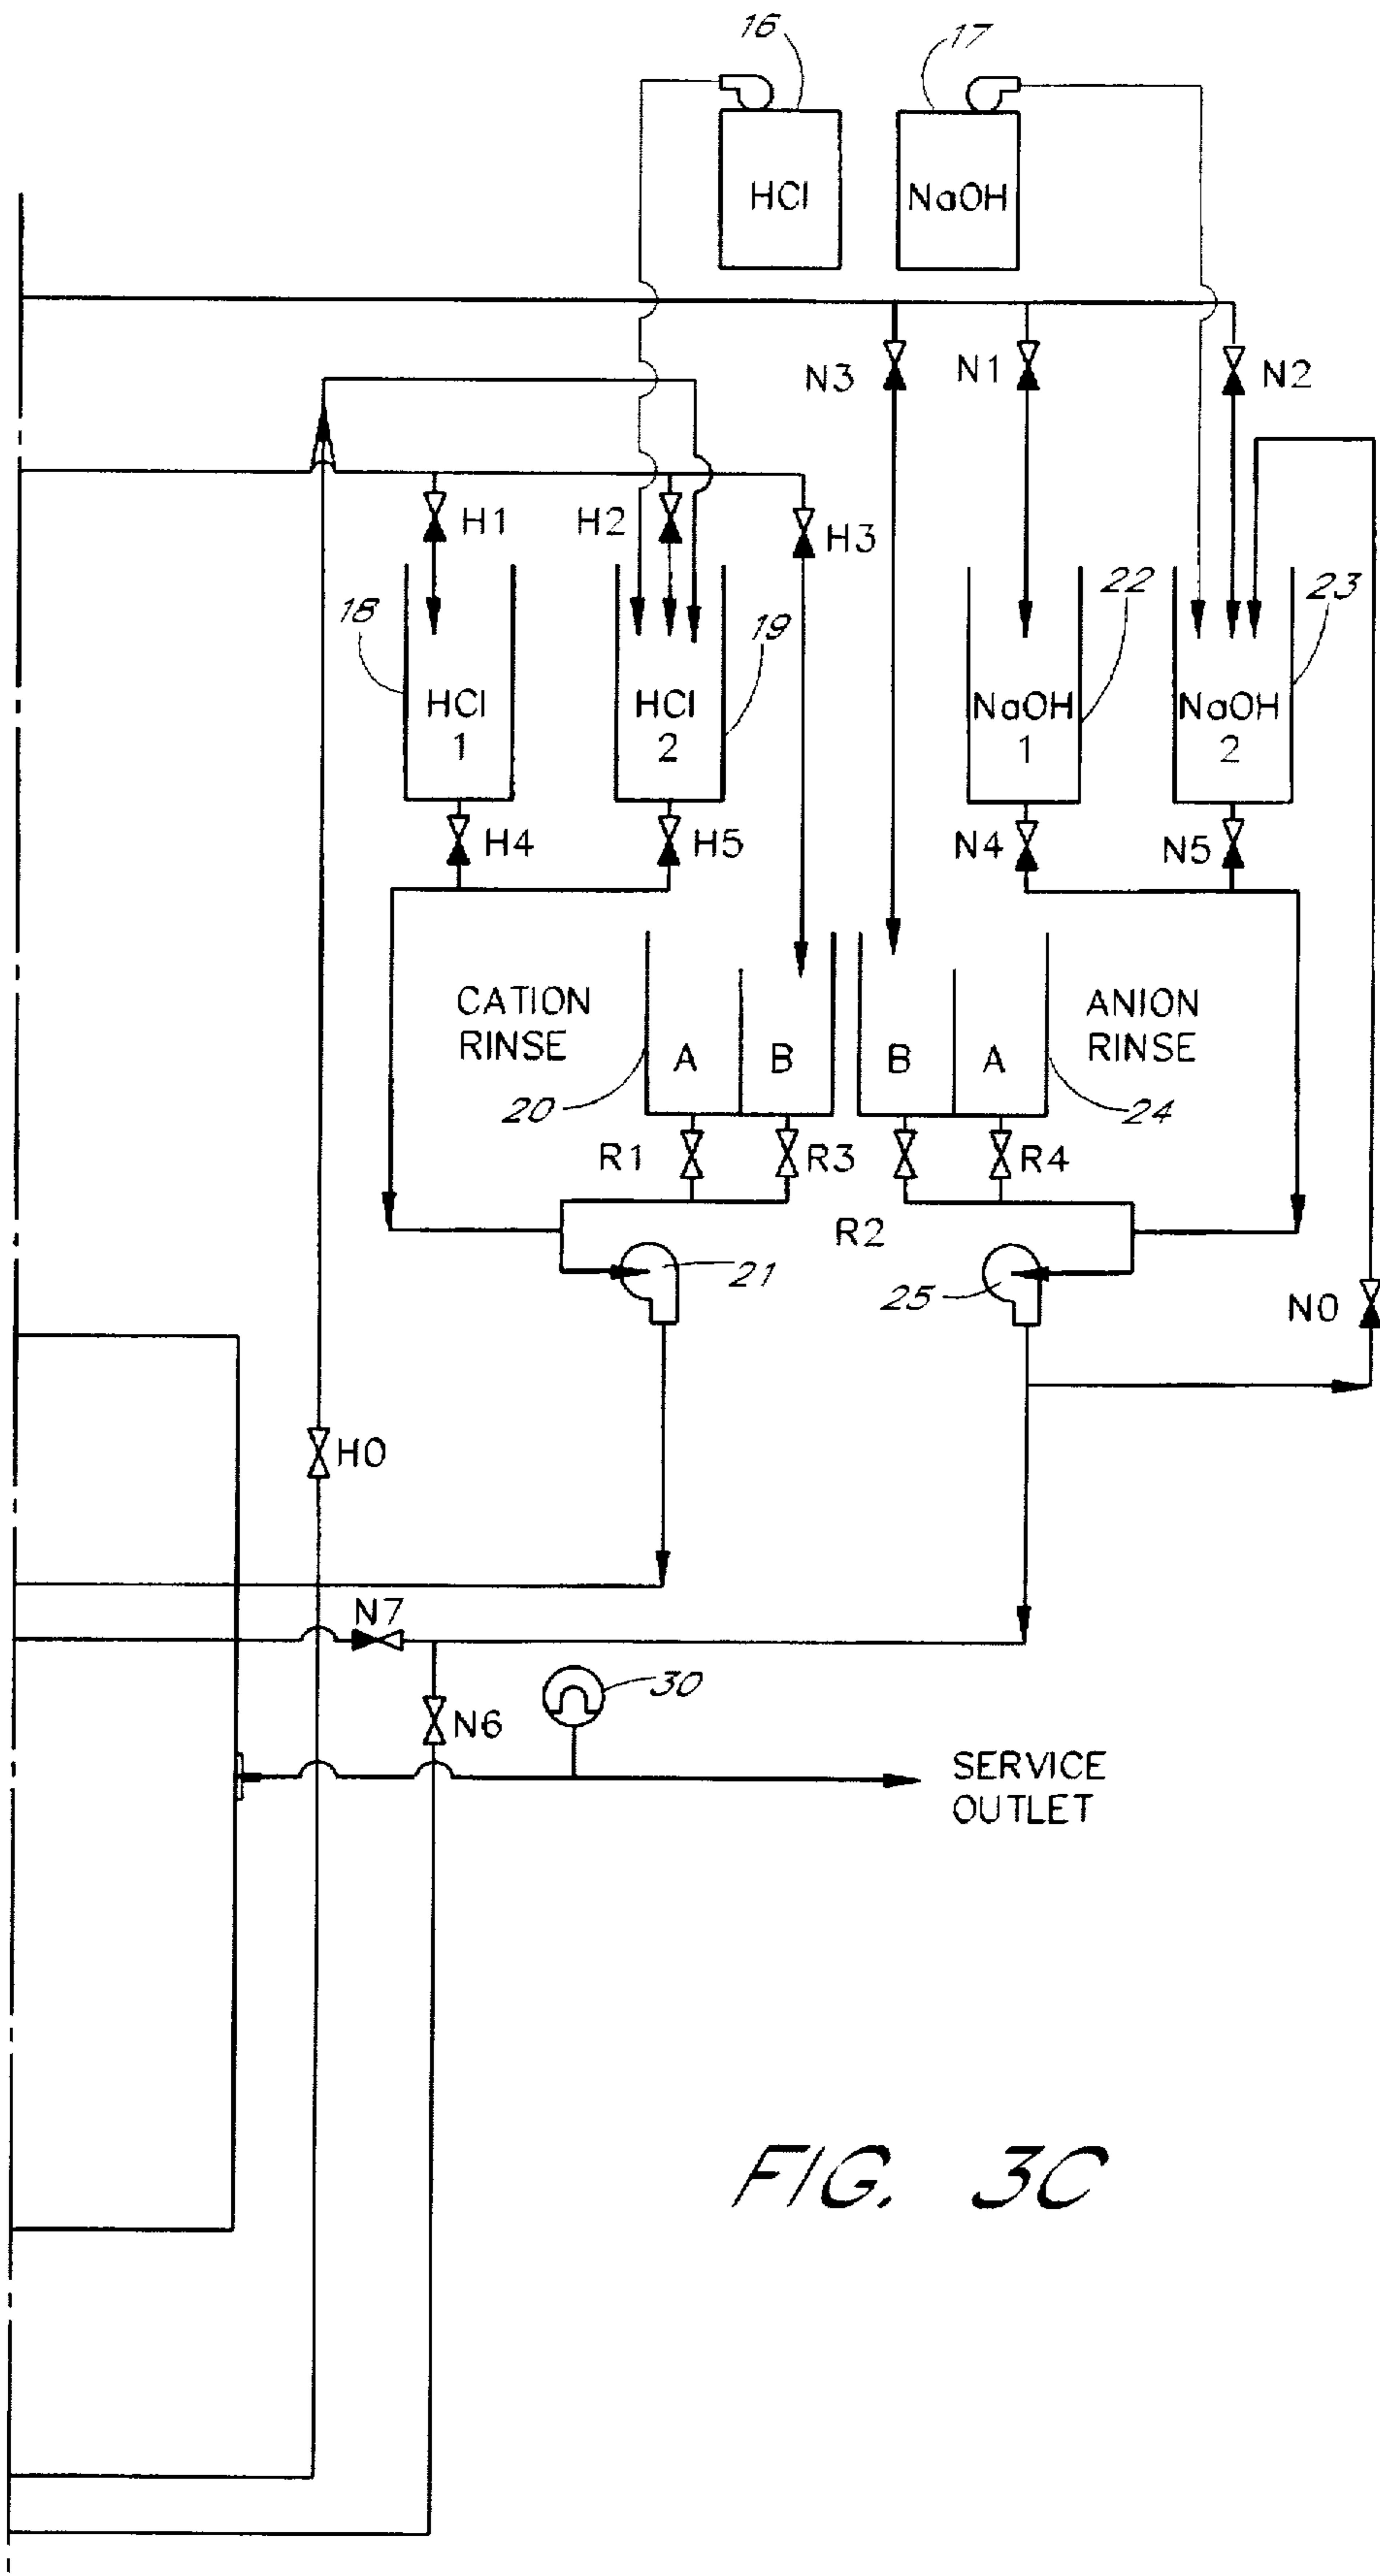 16
17
HCl
NaOH
N3
N1
N2
H1
H2
H3
18
19
22
23
HCl
1
HCl
2
NaOH
1
NaOH
2
H4
H5
N4
N5
CATION
RINSE
ANION
RINSE
A
B
B
A
20
24
R1
R3
R4
R2
21
25
N0
H0
N7
30
N6
SERVICE
OUTLET
FIG. 3C